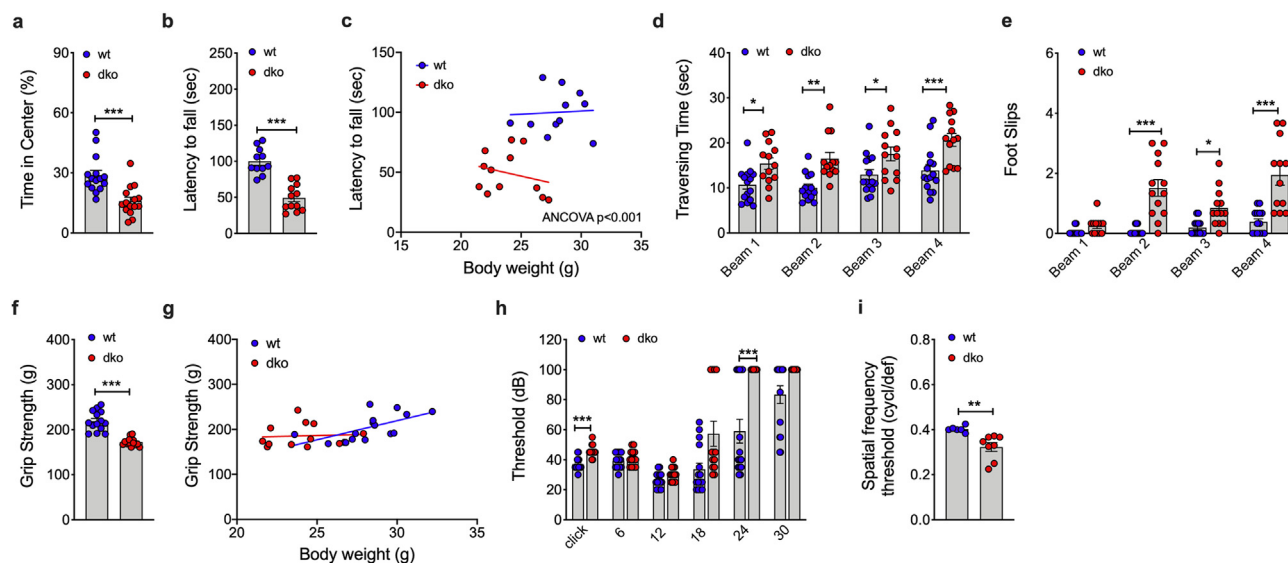 a
Time in Center (%)
90
60
30
0
wt
dko
***
b
Latency to fall (sec)
250
200
150
100
50
0
wt
dko
***
c
Latency to fall (sec)
150
100
50
0
wt
dko
ANCOVA p<0.001
15 20 25 30 35
Body weight (g)
d
Traversing Time (sec)
40
30
20
10
0
wt dko
* ** * ***
Beam 1 Beam 2 Beam 3 Beam 4
e
Foot Slips
6
4
2
0
wt
dko
*** * ***
Beam 1 Beam 2 Beam 3 Beam 4
f
Grip Strength (g)
400
300
200
100
0
wt
dko
***
g
Grip Strength (g)
400
300
200
100
0
wt
dko
20 25 30 35
Body weight (g)
h
Threshold (dB)
120
100
80
60
40
20
0
wt dko
*** ***
click 6 12 18 24 30
i
Spatial frequency
threshold (cycl/def)
0.8
0.6
0.4
0.2
0.0
wt
dko
**